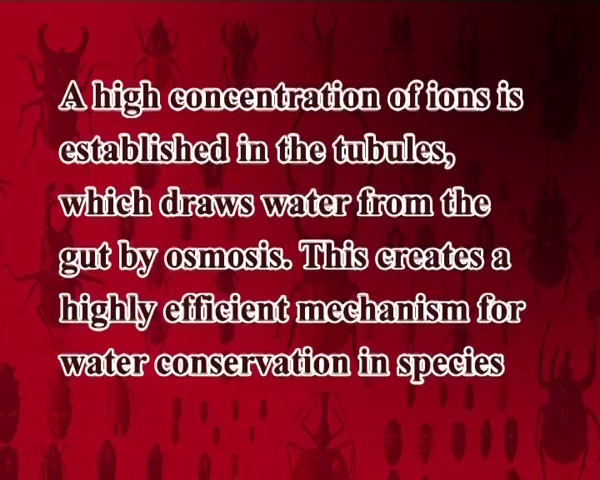 A high concentration of ions is
established in the tubules,
which draws water from the
gut by osmosis. This creates a
highly efficient mechanism for
water conservation in species